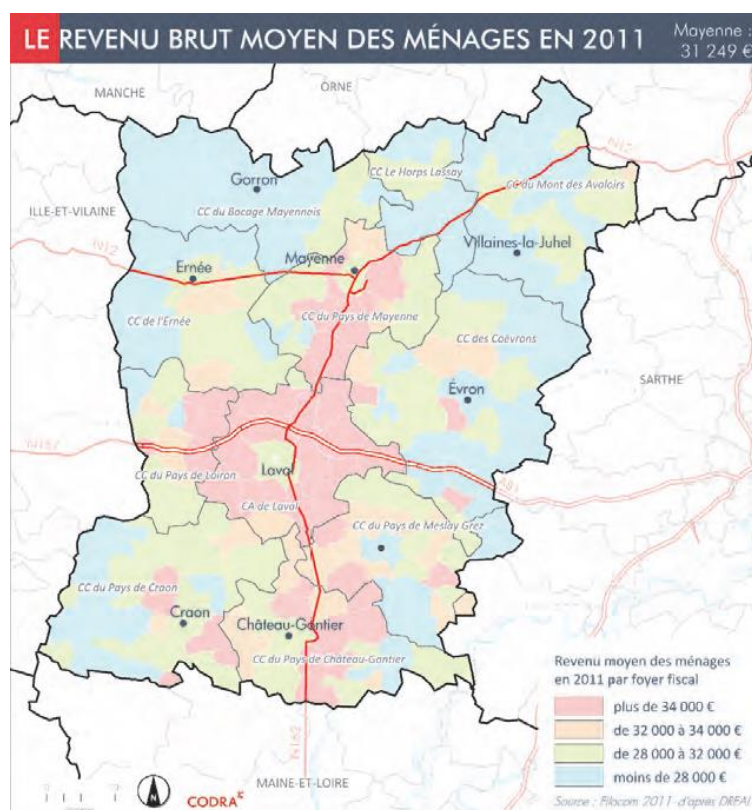 LE REVENU BRUT MOYEN DES MÉNAGES EN 2011
Mayenne :
31 249 €
MANCHE
ORNE
N12
CC Le Horps Lassay
CC du Mont des Avaloirs
Gorron
CC du Bocage Mayennais
ILLE-ET-VILAINE
N12
Villaines-la-Juhel
Mayenne
Ernée
CC de l'Ernée
CC du Pays de Mayenne
CC des Coëvrons
SARTHE
Évron
Laval
CC du Pays de Loiron
A81
CA de Laval
CC du Pays de Meslay Grez
CC du Pays de Craon
Craon
Château-Gontier
CC du Pays de Château-Gontier
N162
MAINE-ET-LOIRE
CODRA
Revenu moyen des ménages
en 2011 par foyer fiscal
plus de 34 000 €
de 32 000 à 34 000 €
de 28 000 à 32 000 €
moins de 28 000 €
Source : Filocom 2011 d'après